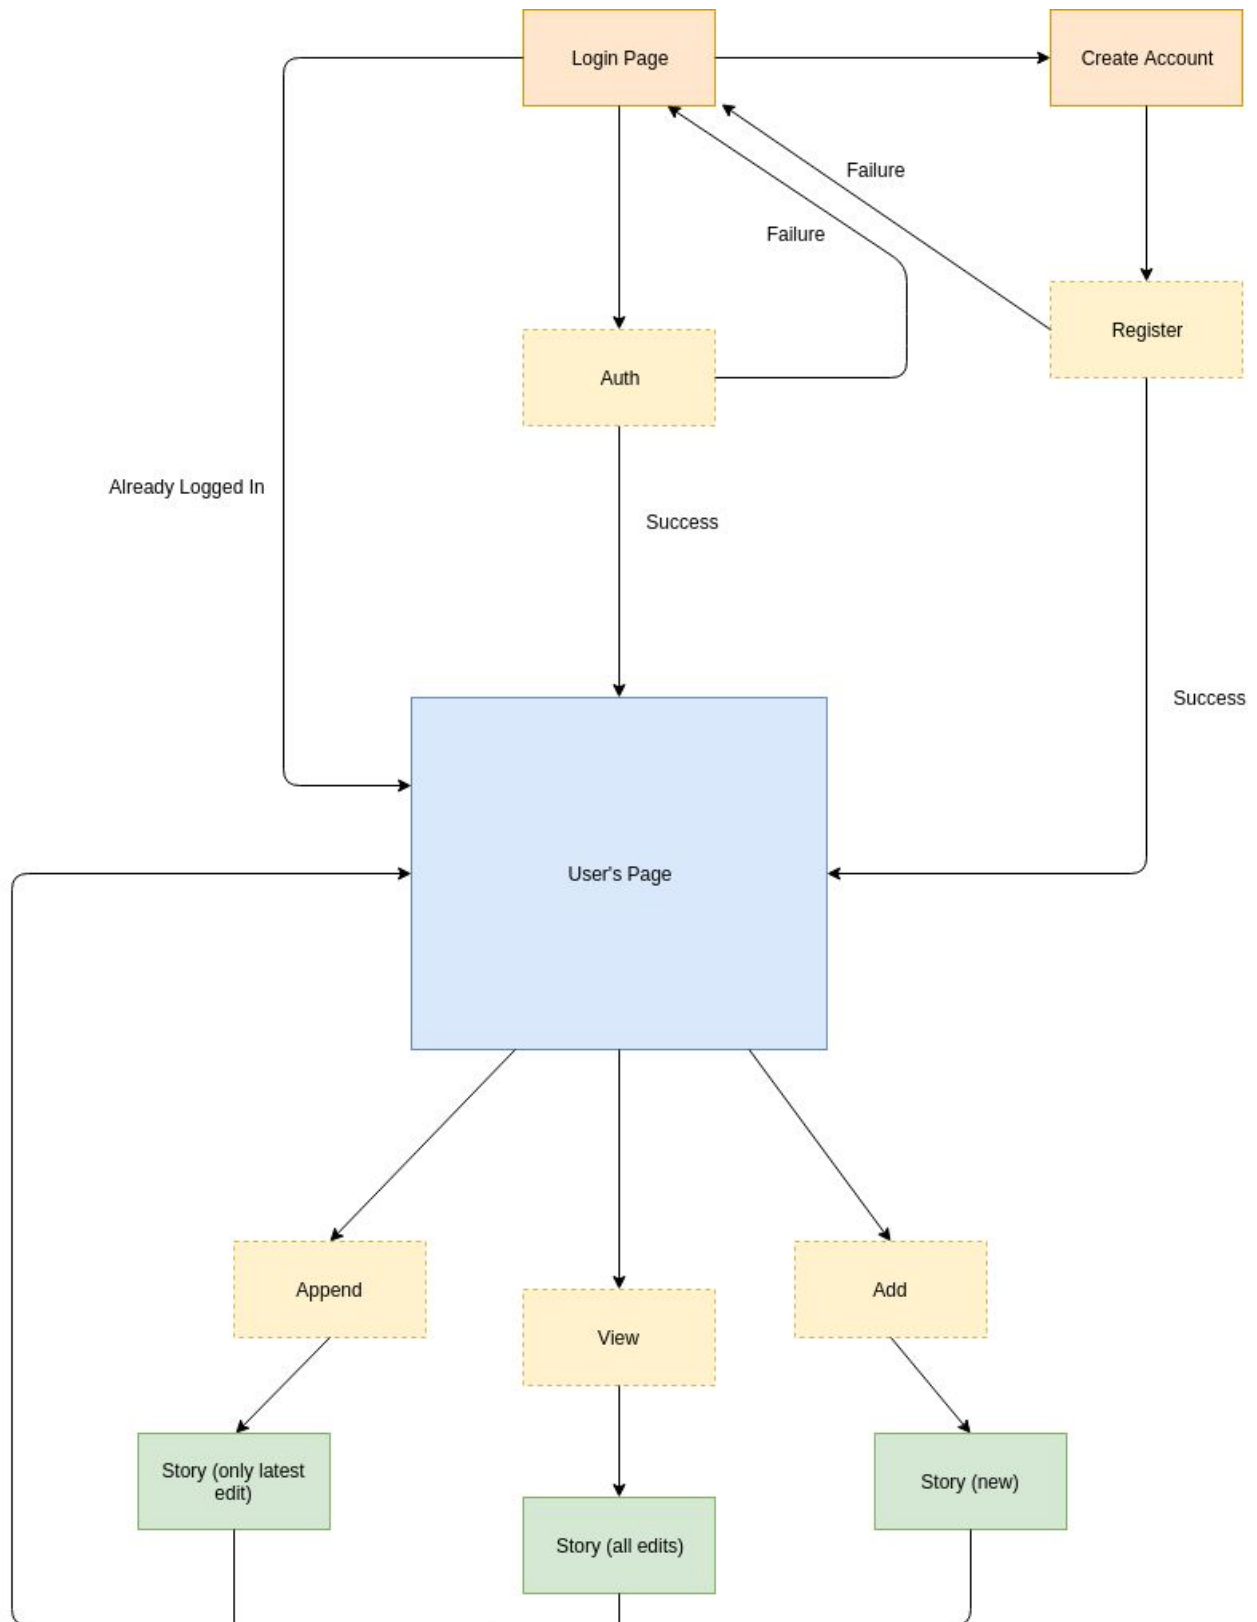 Login Page
Create Account
Failure
Failure
Register
Auth
Already Logged In
Success
Success
User's Page
Append
Add
View
Story (only latest
edit)
Story (new)
Story (all edits)